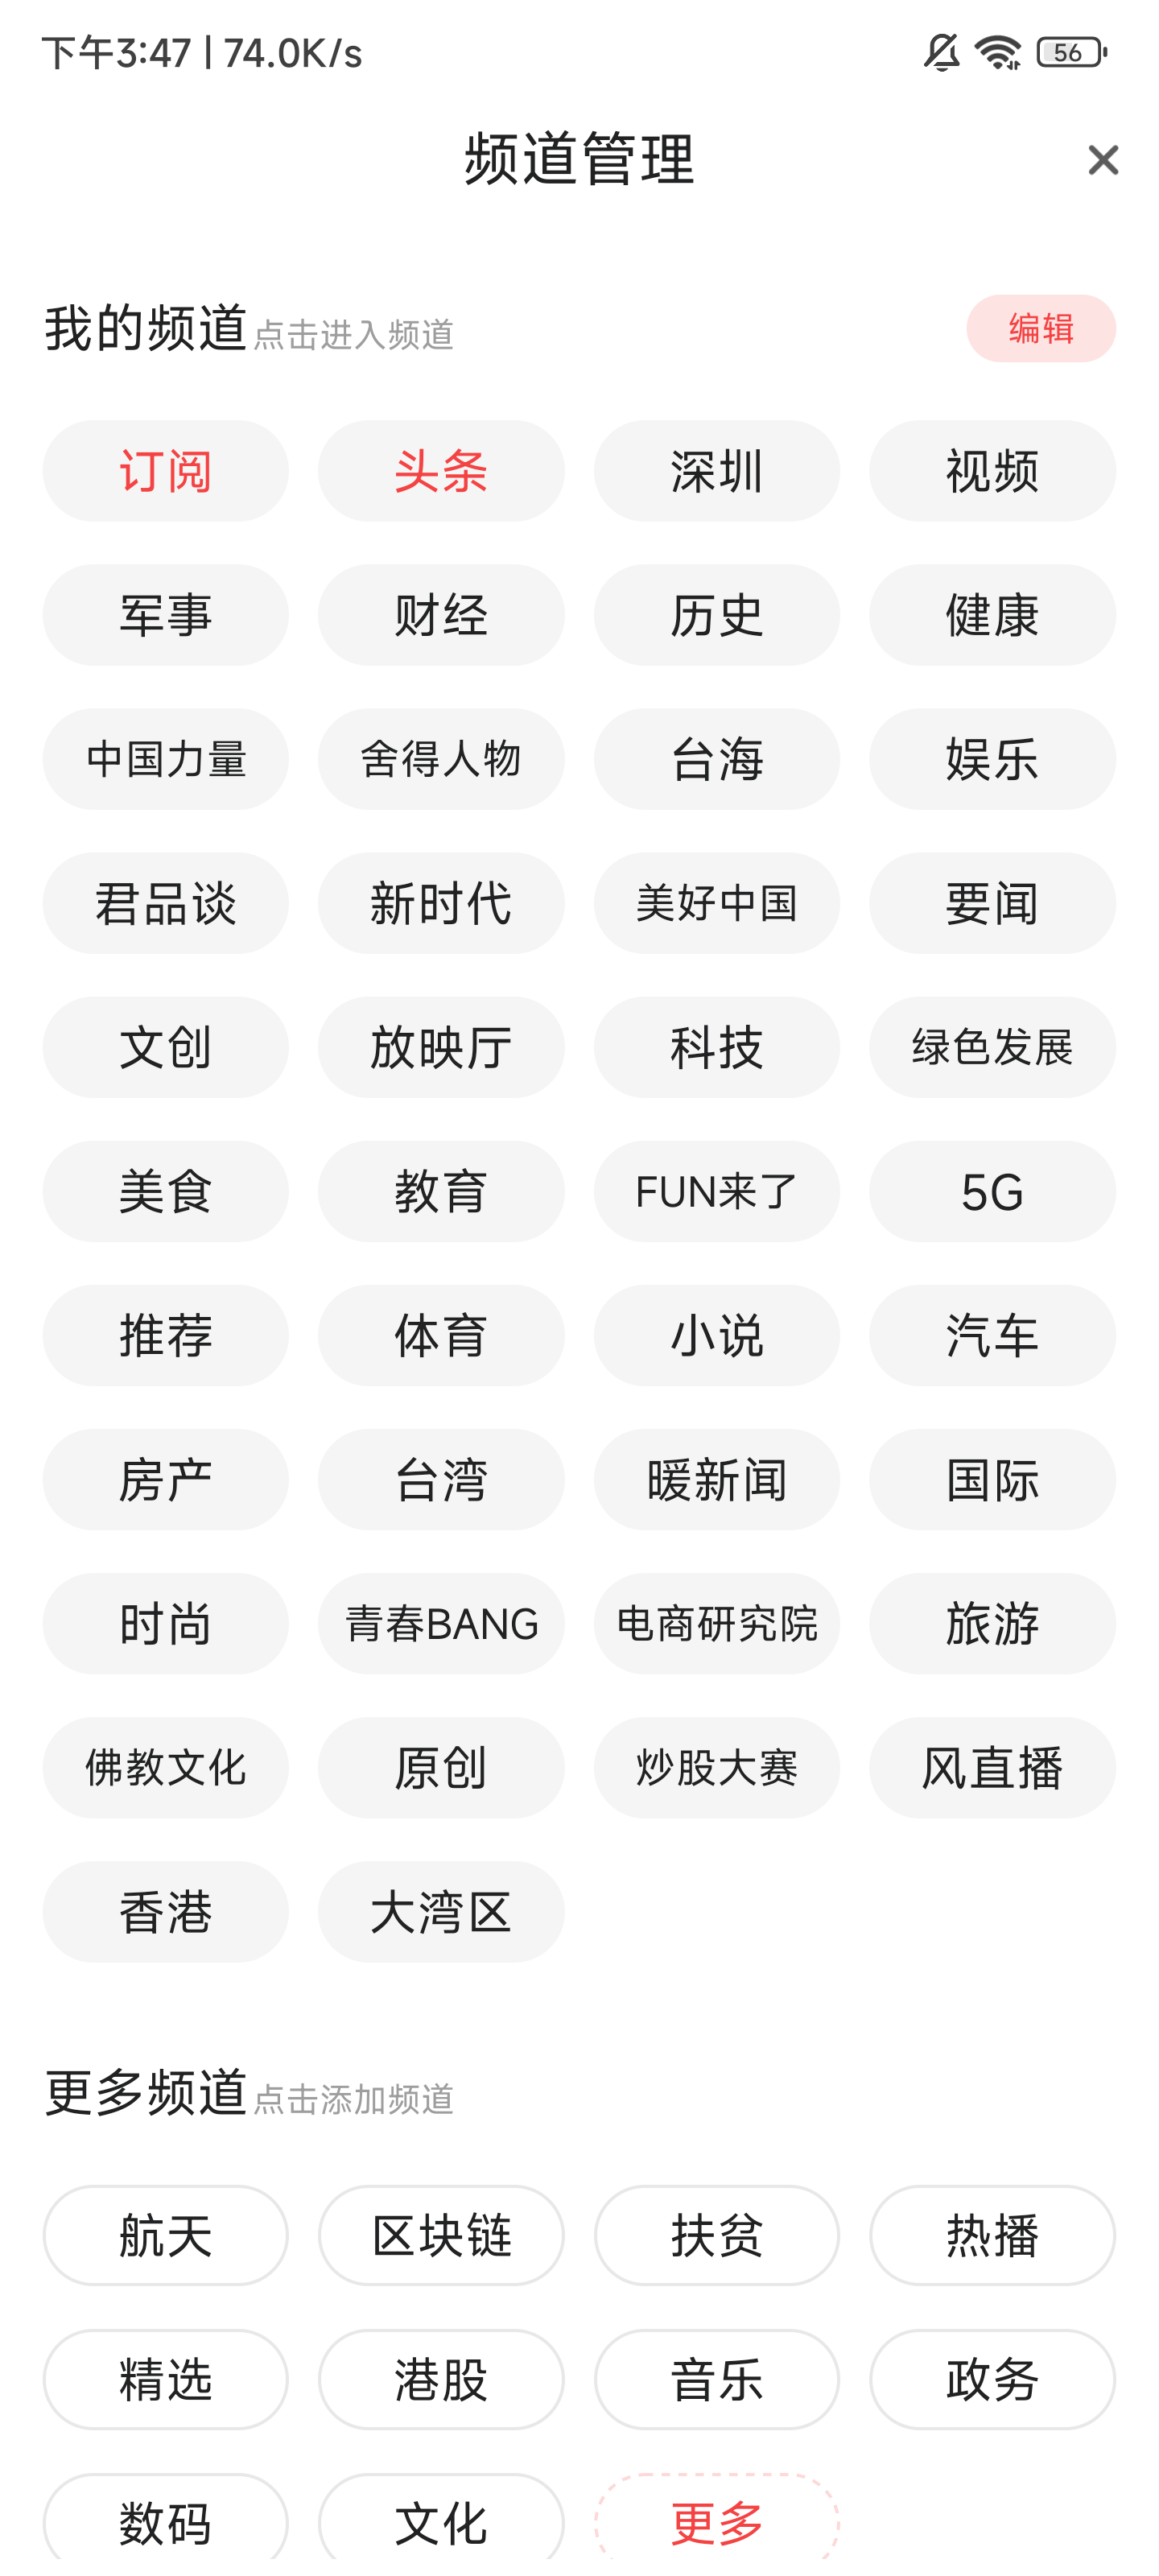 下午3:47 | 74.0K/s 56
频道管理
我的频道 点击进入频道 编辑
订阅 头条 深圳 视频
军事 财经 历史 健康
中国力量 舍得人物 台海 娱乐
君品谈 新时代 美好中国 要闻
文创 放映厅 科技 绿色发展
美食 教育 FUN来了 5G
推荐 体育 小说 汽车
房产 台湾 暖新闻 国际
时尚 青春BANG 电商研究院 旅游
佛教文化 原创 炒股大赛 风直播
香港 大湾区
更多频道 点击添加频道
航天 区块链 扶贫 热播
精选 港股 音乐 政务
数码 文化 更多